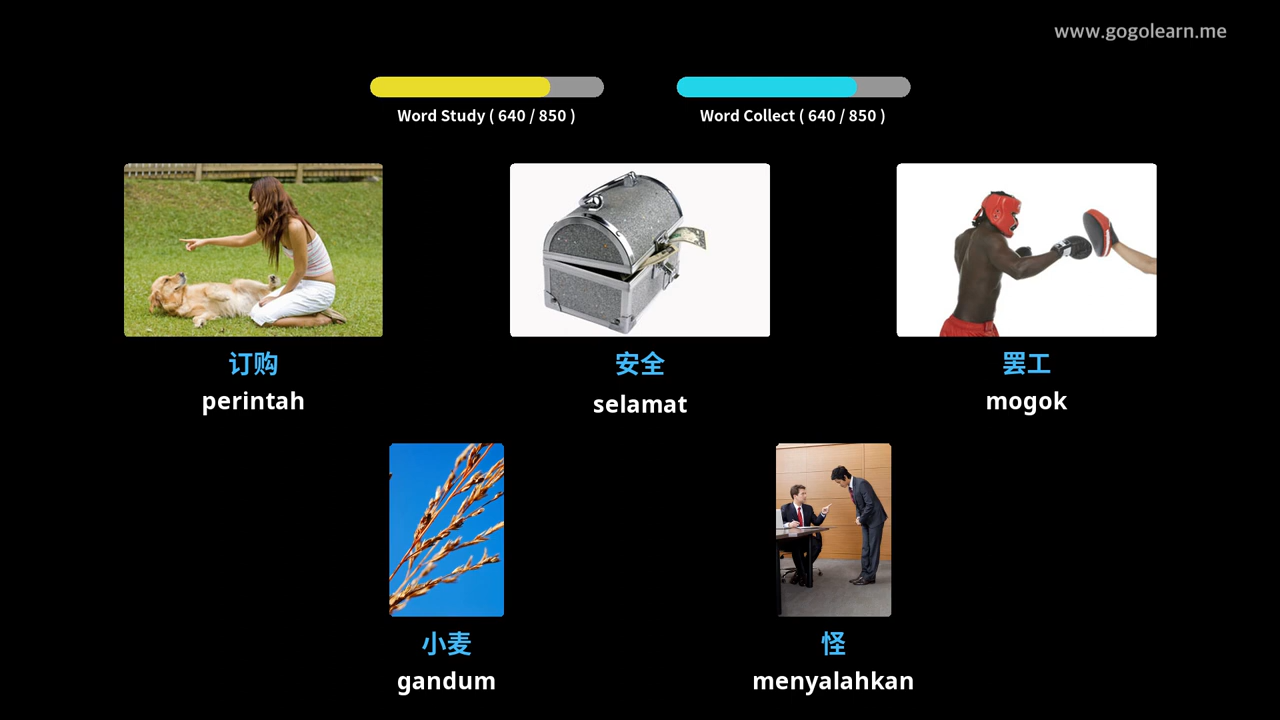 www.gogolearn.me
Word Study ( 640 / 850 )
Word Collect ( 640 / 850 )
订购
perintah
安全
selamat
罢工
mogok
小麦
gandum
怪
menyalahkan